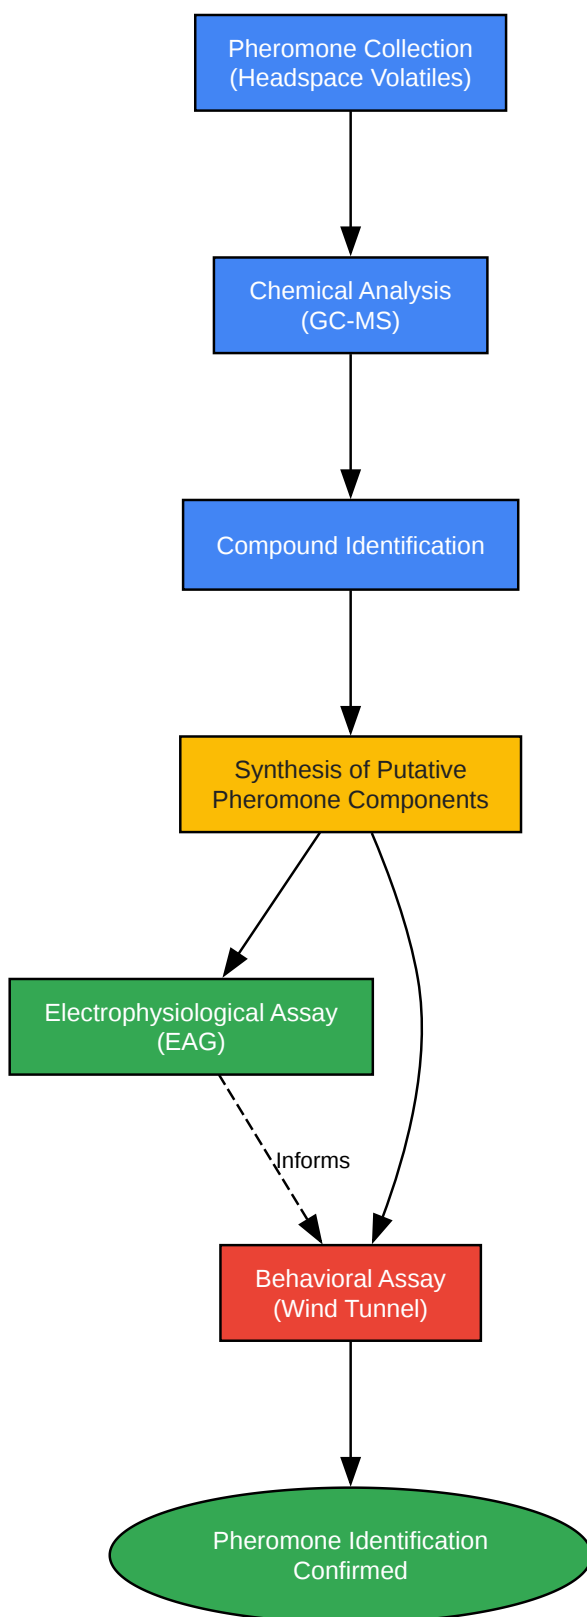 Pheromone Collection
(Headspace Volatiles)
Chemical Analysis
(GC-MS)
Compound Identification
Synthesis of Putative
Pheromone Components
Electrophysiological Assay
(EAG)
Informs
Behavioral Assay
(Wind Tunnel)
Pheromone Identification
Confirmed